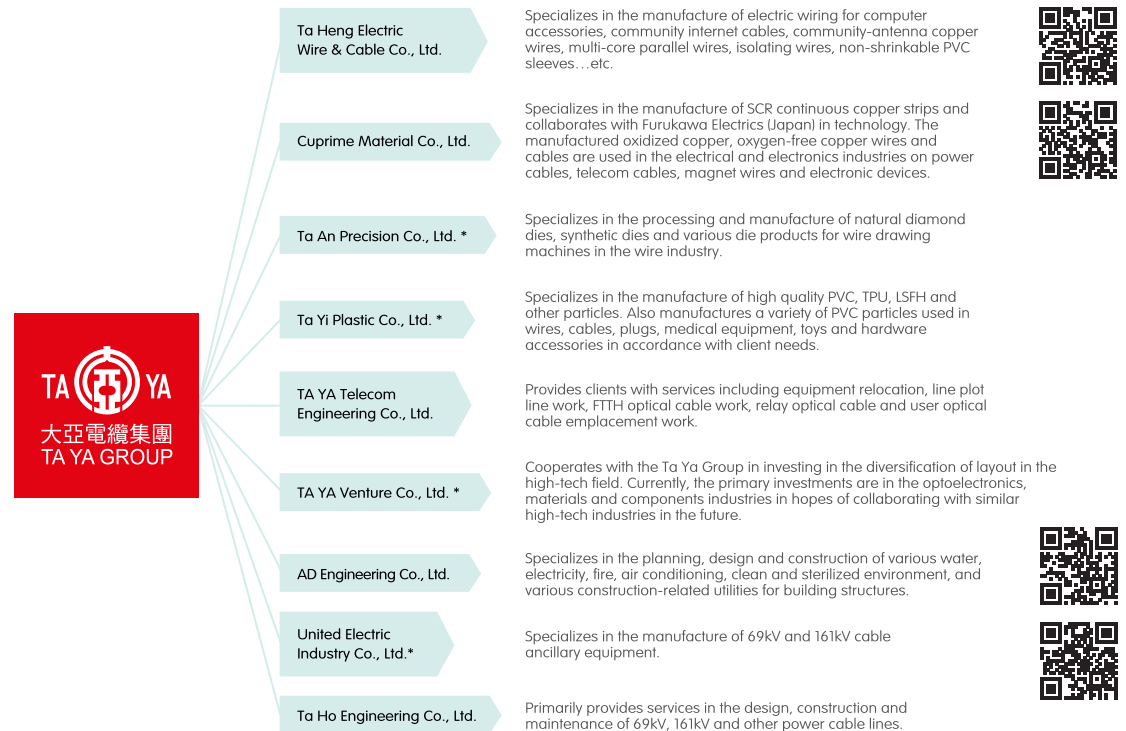 Ta Heng Electric
Wire & Cable Co., Ltd.
Specializes in the manufacture of electric wiring for computer
accessories, community internet cables, community-antenna copper
wires, multi-core parallel wires, isolating wires, non-shrinkable PVC
sleeves…etc.
Cuprime Material Co., Ltd.
Specializes in the manufacture of SCR continuous copper strips and
collaborates with Furukawa Electrics (Japan) in technology. The
manufactured oxidized copper, oxygen-free copper wires and
cables are used in the electrical and electronics industries on power
cables, telecom cables, magnet wires and electronic devices.
Ta An Precision Co., Ltd. *
Specializes in the processing and manufacture of natural diamond
dies, synthetic dies and various die products for wire drawing
machines in the wire industry.
Ta Yi Plastic Co., Ltd. *
Specializes in the manufacture of high quality PVC, TPU, LSFH and
other particles. Also manufactures a variety of PVC particles used in
wires, cables, plugs, medical equipment, toys and hardware
accessories in accordance with client needs.
TA YA
大亞電纜集團
TA YA GROUP
TA YA Telecom
Engineering Co., Ltd.
Provides clients with services including equipment relocation, line plot
line work, FTTH optical cable work, relay optical cable and user optical
cable emplacement work.
TA YA Venture Co., Ltd. *
Cooperates with the Ta Ya Group in investing in the diversification of layout in the
high-tech field. Currently, the primary investments are in the optoelectronics,
materials and components industries in hopes of collaborating with similar
high-tech industries in the future.
AD Engineering Co., Ltd.
Specializes in the planning, design and construction of various water,
electricity, fire, air conditioning, clean and sterilized environment, and
various construction-related utilities for building structures.
United Electric
Industry Co., Ltd.*
Specializes in the manufacture of 69kV and 161kV cable
ancillary equipment.
Ta Ho Engineering Co., Ltd.
Primarily provides services in the design, construction and
maintenance of 69kV, 161kV and other power cable lines.